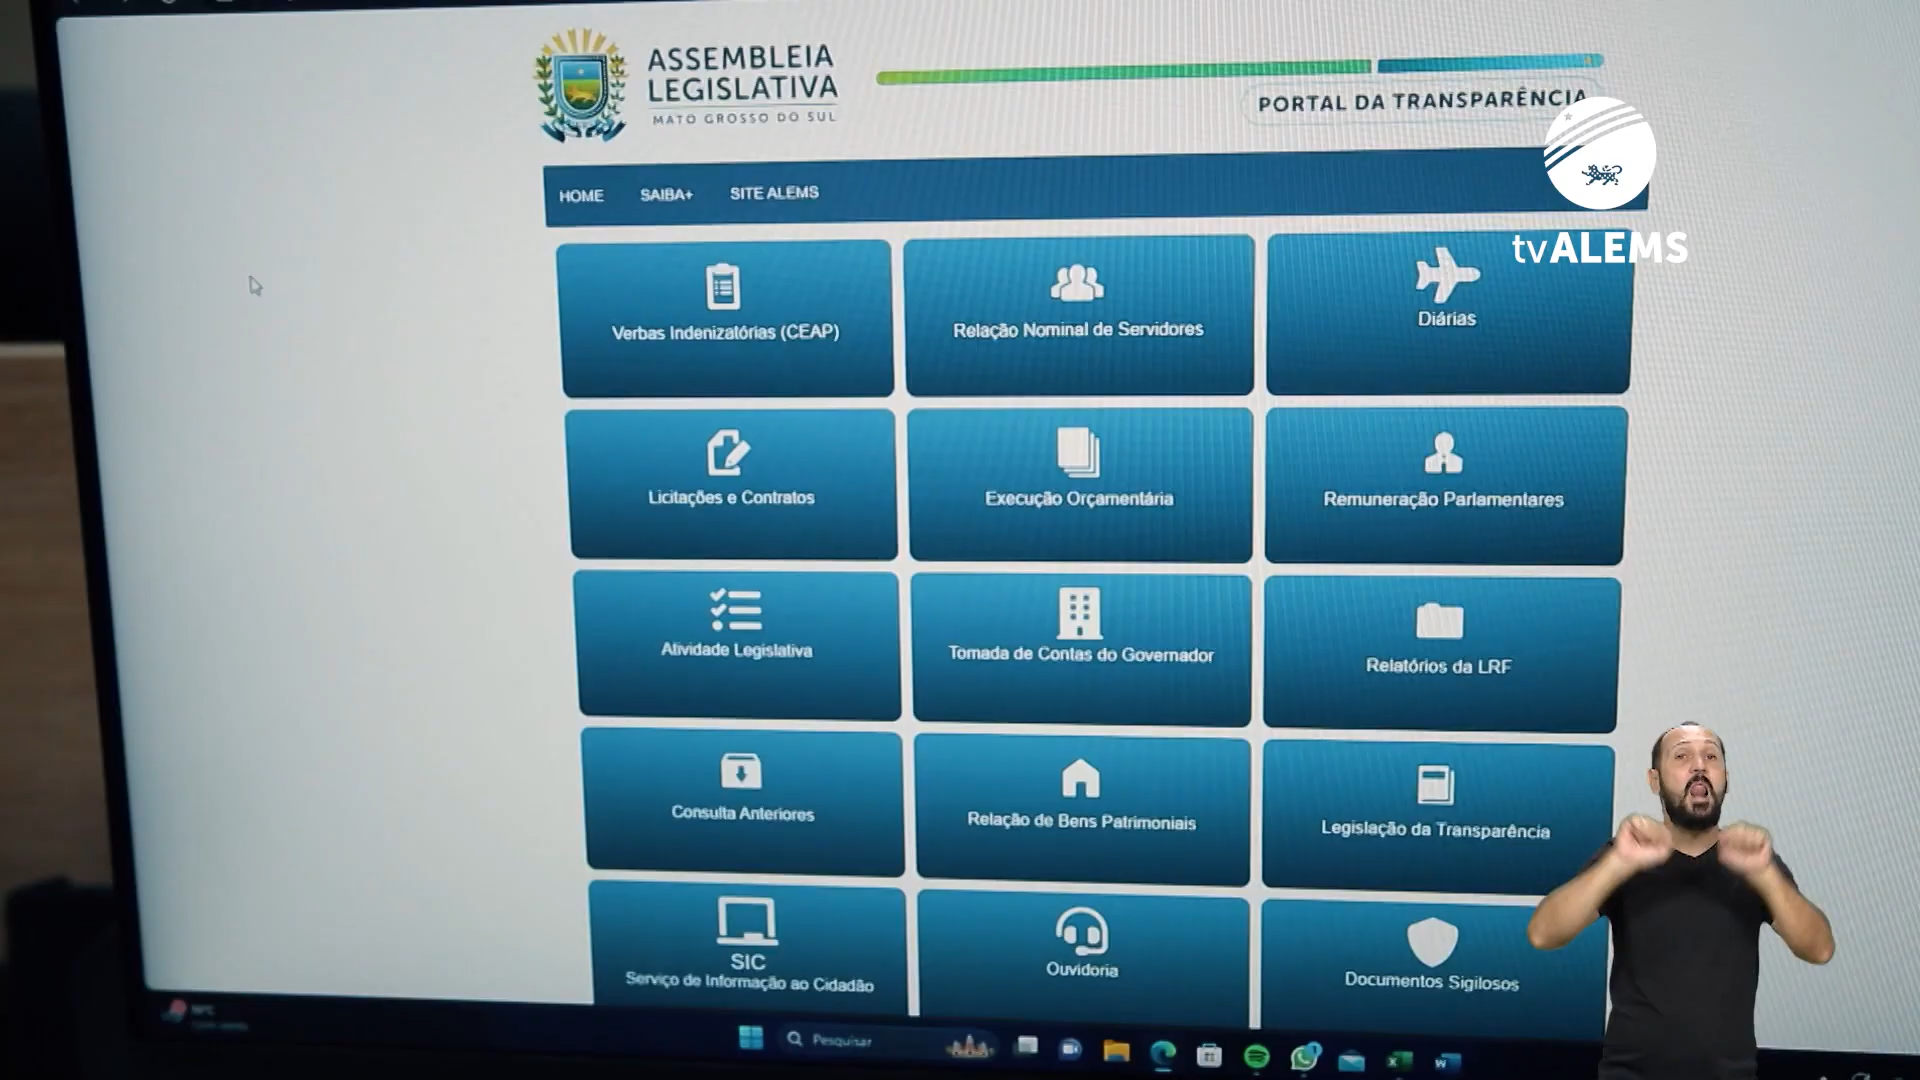 ASSEMBLEIA
LEGISLATIVA
MATO GROSSO DO SUL
PORTAL DA TRANSPARÊNCIA
tvALEMS
HOME SAIBA+ SITE ALEMS
Verbas Indenizatórias (CEAP)
Relação Nominal de Servidores
Diárias
Licitações e Contratos
Execução Orçamentária
Remuneração Parlamentares
Atividade Legislativa
Tomada de Contas do Governador
Relatórios da LRF
Consulta Anteriores
Relação de Bens Patrimoniais
Legislação da Transparência
SIC
Serviço de Informação ao Cidadão
Ouvidoria
Documentos Sigilosos
Pesquisar